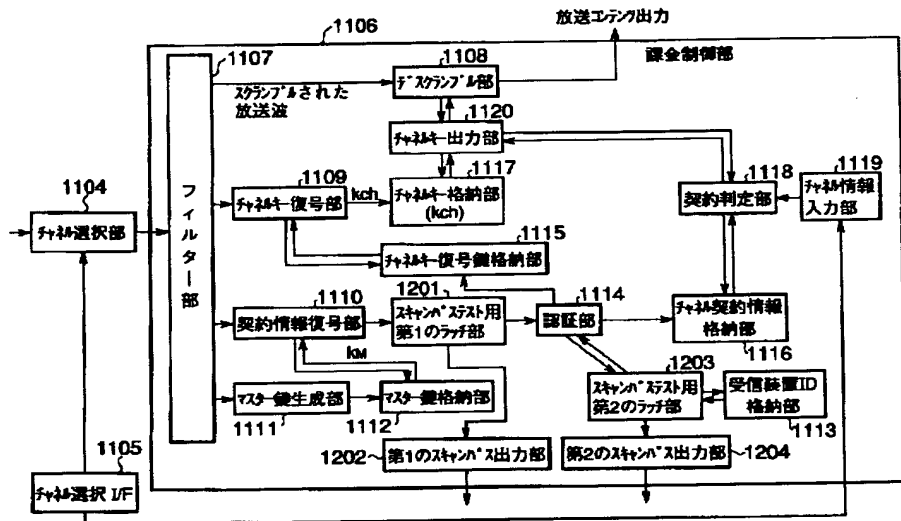 放送コンテンツ出力
1106
課金制御部
1107
1108
デスクランブル部
スクランブルされた
放送波
1120
チャネルキー出力部
1104
チャネル選択部
フィルター部
1109
チャネルキー復号部
kch
1117
チャネルキー格納部
(kch)
1118
契約判定部
1119
チャネル情報
入力部
1115
チャネルキー復号鍵格納部
1110
契約情報復号部
1201
スキャンパステスト用
第1のラッチ部
1114
認証部
チャネル契約情報
格納部
1116
kM
1203
スキャンパステスト用
第2のラッチ部
受信装置ID
格納部
1113
マスター鍵生成部
1111
マスター鍵格納部
1112
1105
チャネル選択 I/F
1202
第1のスキャンパス出力部
第2のスキャンパス出力部
1204